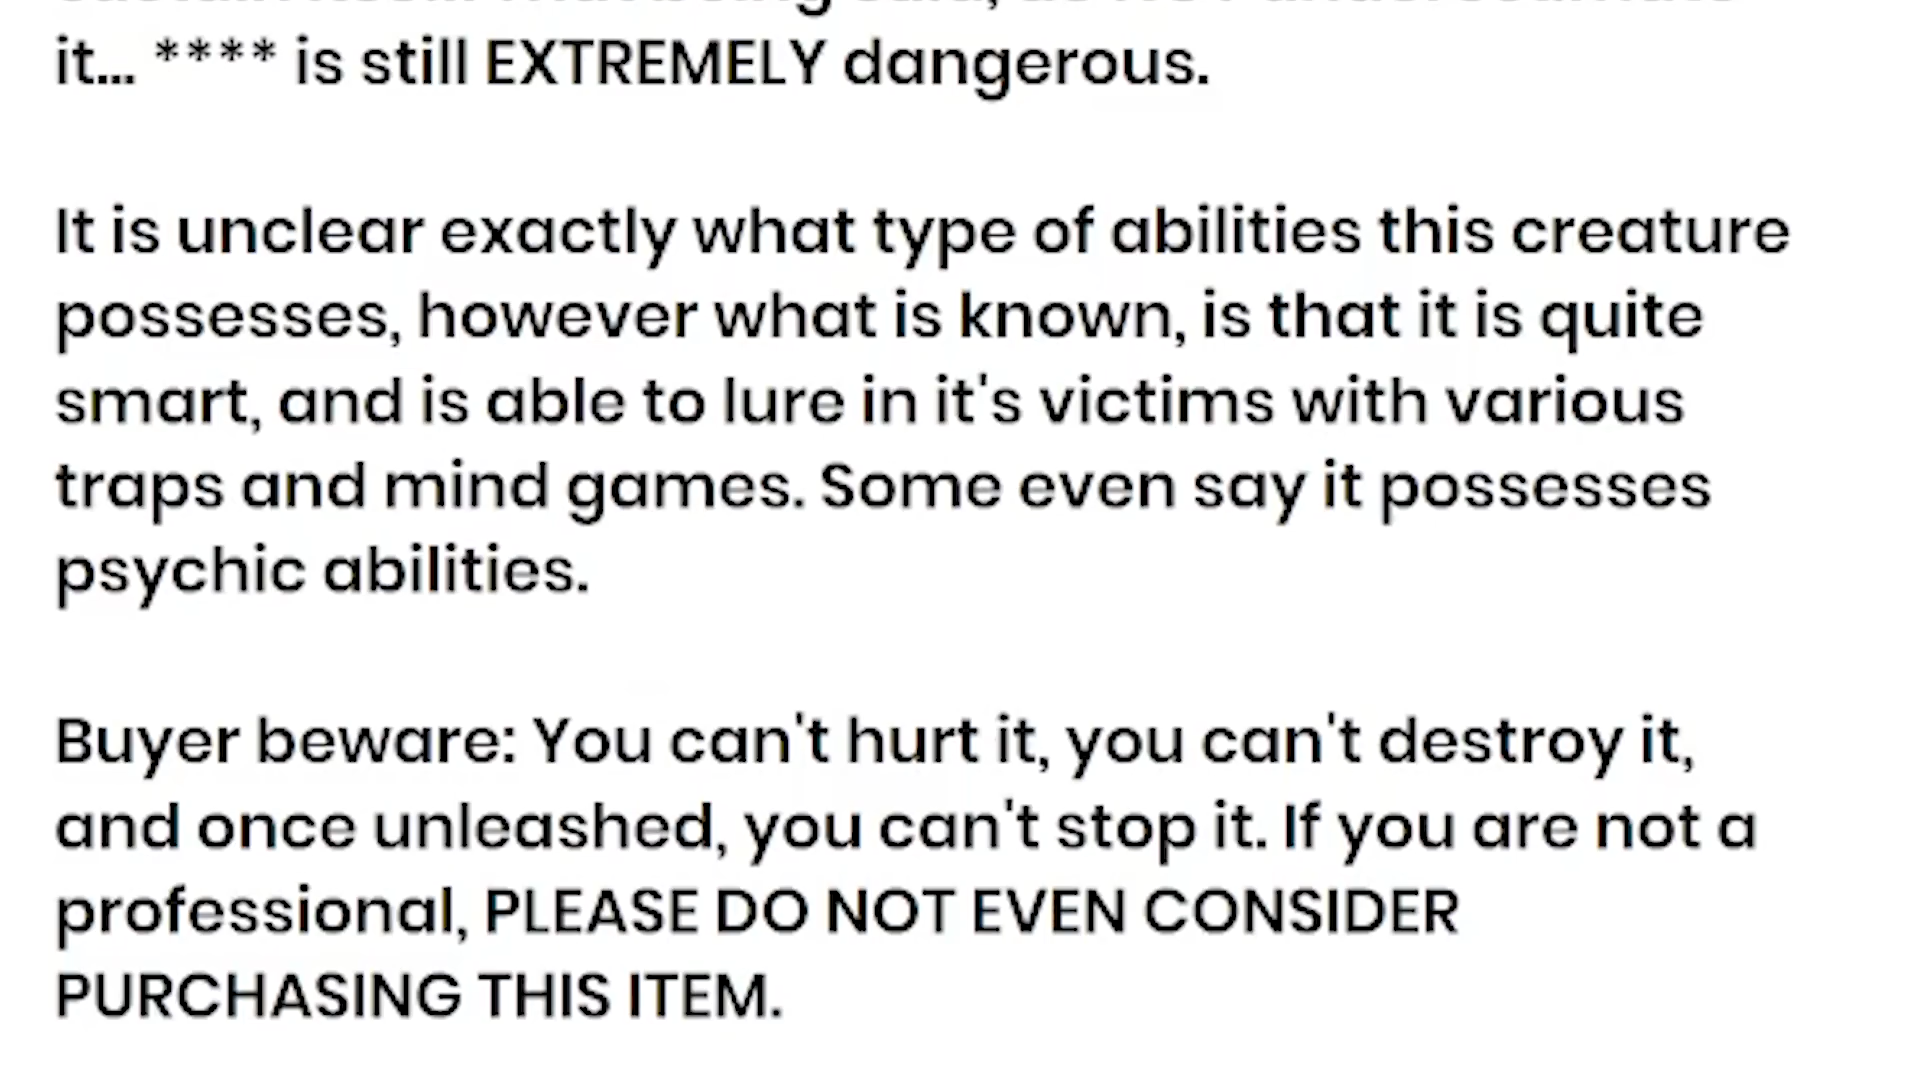 it... **** is still EXTREMELY dangerous.
It is unclear exactly what type of abilities this creature
possesses, however what is known, is that it is quite
smart, and is able to lure in it's victims with various
traps and mind games. Some even say it possesses
psychic abilities.
Buyer beware: You can't hurt it, you can't destroy it,
and once unleashed, you can't stop it. If you are not a
professional, PLEASE DO NOT EVEN CONSIDER
PURCHASING THIS ITEM.